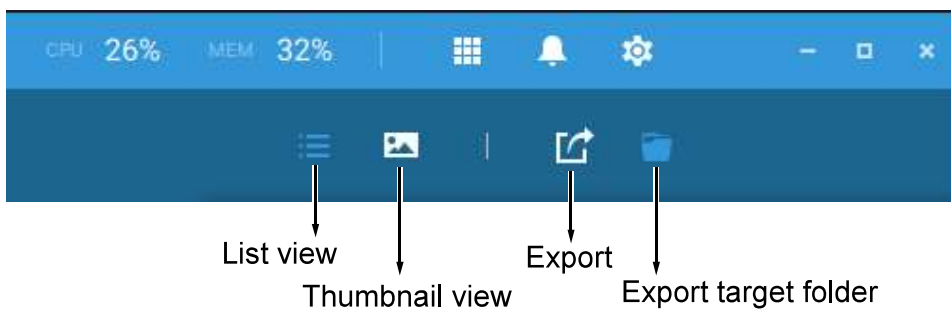 CPU 26% MEM 32%
List view
Export
Thumbnail view
Export target folder